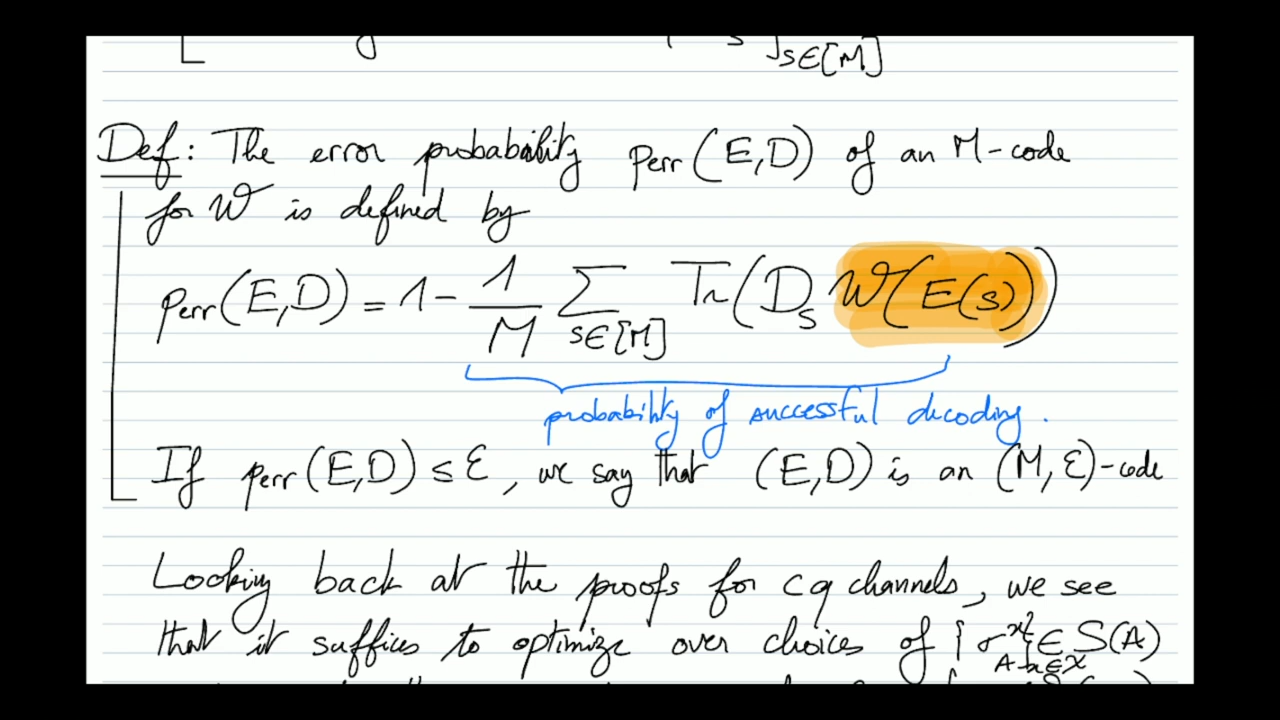 s s∈[M]
Def: The error probability Perr(E,D) of an M-code
for W is defined by
Perr(E,D) = 1 - 1/M ∑ s∈[M] Tr(D_s W(E(s)))
probability of successful decoding.
If Perr(E,D) ≤ ε, we say that (E,D) is an (M,ε)-code
Looking back at the proofs for cq channels, we see
that it suffices to optimize over choices of {σ_A^x}_{x∈X} ∈ S(A)